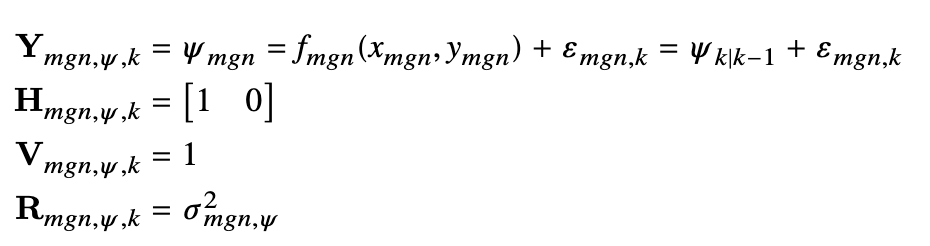 𝐘_{mgn,ψ,k} = ψ_{mgn} = f_{mgn}(x_{mgn}, y_{mgn}) + ε_{mgn,k} = ψ_{k|k−1} + ε_{mgn,k}
𝐇_{mgn,ψ,k} = [1 0]
𝐕_{mgn,ψ,k} = 1
𝐑_{mgn,ψ,k} = σ²_{mgn,ψ}